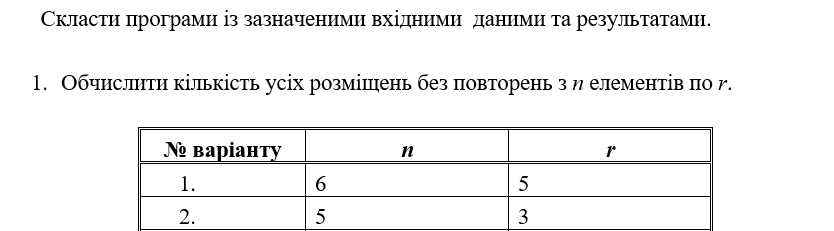 Скласти програми із зазначеними вхідними даними та результатами.
1. Обчислити кількість усіх розміщень без повторень з n елементів по r.
№ варіанту n r
1. 6 5
2. 5 3